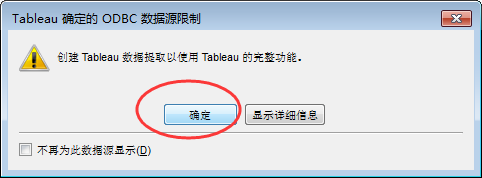 Tableau 确定的 ODBC 数据源限制
创建 Tableau 数据提取以使用 Tableau 的完整功能。
确定
显示详细信息
不再为此数据源显示(D)